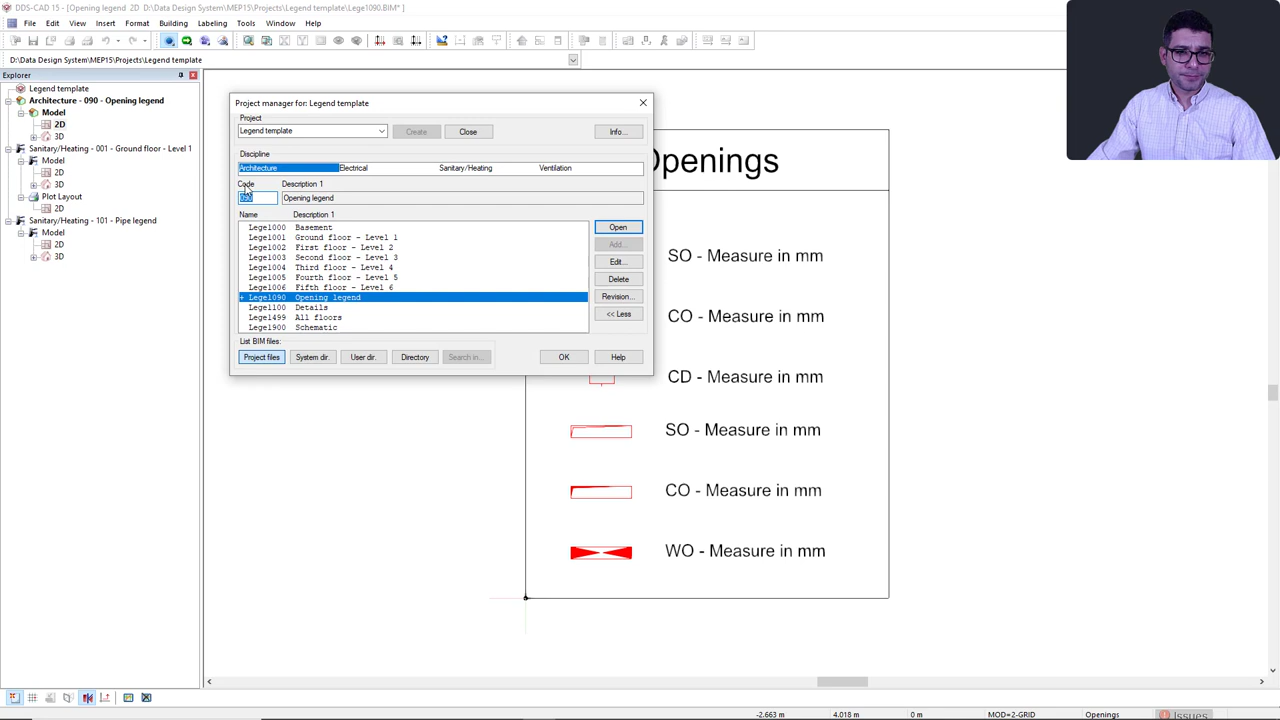 DDS-CAD 15 - [Opening legend  2D  D:\Data Design System\MEP15\Projects\Legend template\Lege1090.BIM* ]
File Edit View Insert Format Building Labeling Tools Window Help
D:\Data Design System\MEP15\Projects\Legend template
Explorer
Legend template
Architecture - 090 - Opening legend
Model
2D
3D
Sanitary/Heating - 001 - Ground floor - Level 1
Model
2D
3D
Plot Layout
2D
Sanitary/Heating - 101 - Pipe legend
Model
2D
3D
Project manager for: Legend template
Project
Legend template Create Close Info...
Discipline
Architecture Electrical Sanitary/Heating Ventilation
Code Description 1
090 Opening legend
Name Description 1
Lege1000 Basement
Lege1001 Ground floor - Level 1
Lege1002 First floor - Level 2
Lege1003 Second floor - Level 3
Lege1004 Third floor - Level 4
Lege1005 Fourth floor - Level 5
Lege1006 Fifth floor - Level 6
+ Lege1090 Opening legend
Lege1100 Details
Lege1499 All floors
Lege1900 Schematic
Open
Add...
Edit...
Delete
Revision...
<< Less
List BIM files:
Project files System dir. User dir. Directory Search in... OK Help
Openings
SO - Measure in mm
CO - Measure in mm
CD - Measure in mm
SO - Measure in mm
CO - Measure in mm
WO - Measure in mm
-2.663 m 4.018 m 0 m MOD=2-GRID Openings Issues